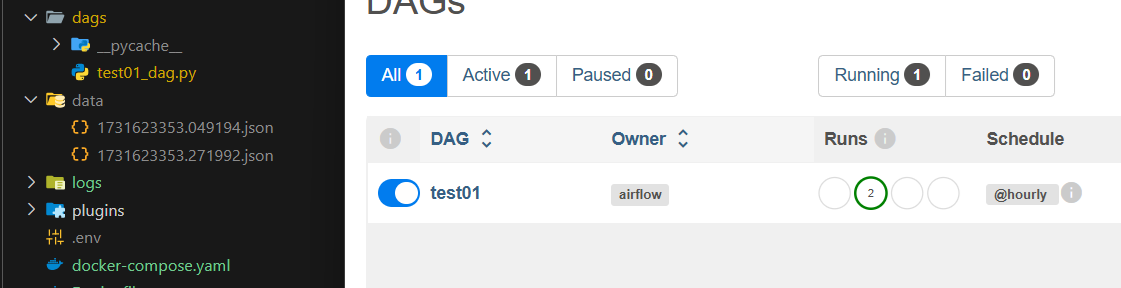 dags
__pycache__
test01_dag.py
data
1731623353.049194.json
1731623353.271992.json
logs
plugins
.env
docker-compose.yaml
DAGs
All 1 Active 1 Paused 0 Running 1 Failed 0
DAG Owner Runs Schedule
test01 airflow 2 @hourly